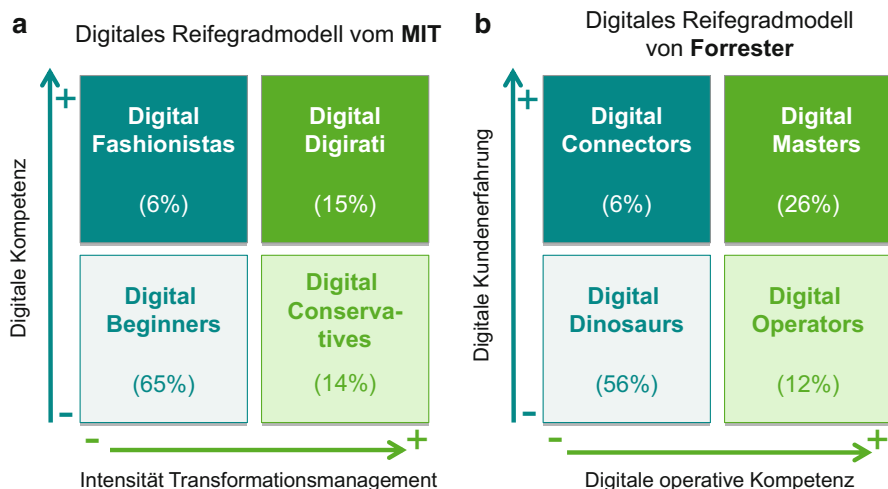 a
Digitales Reifegradmodell vom MIT
Digitale Kompetenz
+
Digital
Fashionistas
(6%)
Digital
Digirati
(15%)
Digital
Beginners
(65%)
Digital
Conserva-
tives
(14%)
-
- +
Intensität Transformationsmanagement
b
Digitales Reifegradmodell
von Forrester
Digitale Kundenerfahrung
+
Digital
Connectors
(6%)
Digital
Masters
(26%)
Digital
Dinosaurs
(56%)
Digital
Operators
(12%)
-
- +
Digitale operative Kompetenz